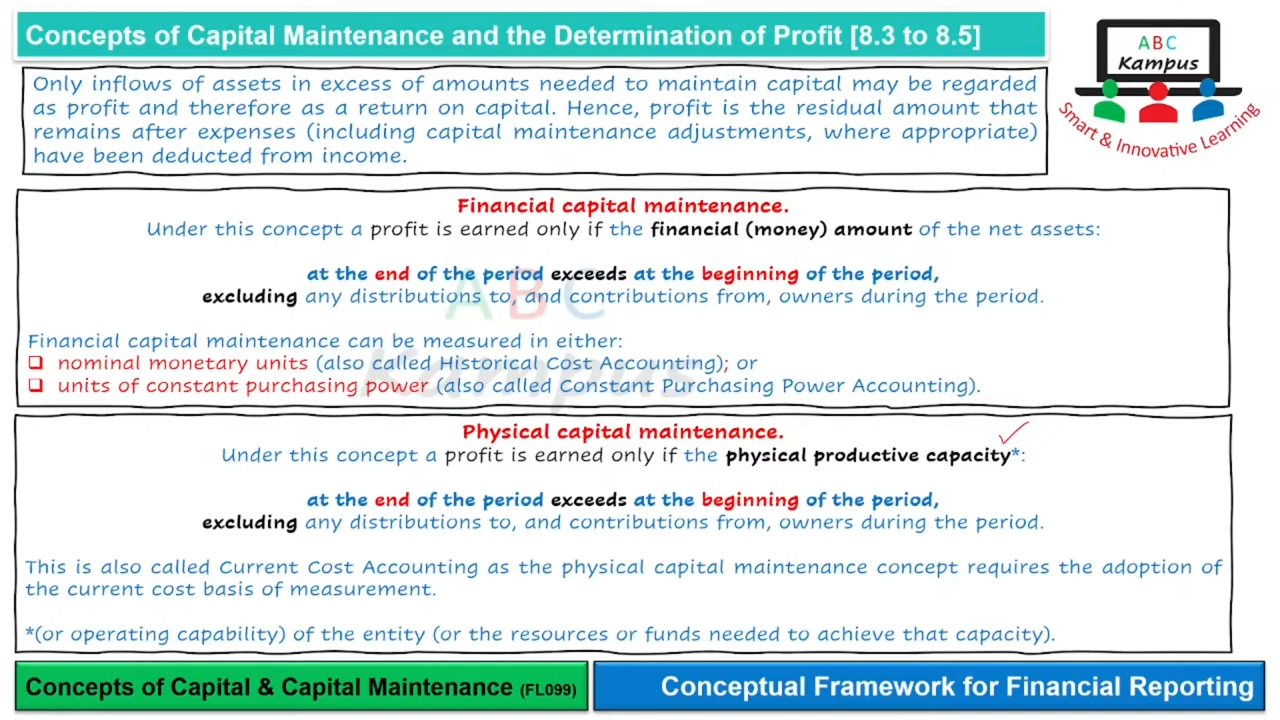 Concepts of Capital Maintenance and the Determination of Profit [8.3 to 8.5]
A B C
Kampus
Smart & Innovative Learning
Only inflows of assets in excess of amounts needed to maintain capital may be regarded
as profit and therefore as a return on capital. Hence, profit is the residual amount that
remains after expenses (including capital maintenance adjustments, where appropriate)
have been deducted from income.
Financial capital maintenance.
Under this concept a profit is earned only if the financial (money) amount of the net assets:
at the end of the period exceeds at the beginning of the period,
excluding any distributions to, and contributions from, owners during the period.
Financial capital maintenance can be measured in either:
❑ nominal monetary units (also called Historical Cost Accounting); or
❑ units of constant purchasing power (also called Constant Purchasing Power Accounting).
ABC
Kampus
Physical capital maintenance.
Under this concept a profit is earned only if the physical productive capacity*:
at the end of the period exceeds at the beginning of the period,
excluding any distributions to, and contributions from, owners during the period.
This is also called Current Cost Accounting as the physical capital maintenance concept requires the adoption of
the current cost basis of measurement.
*(or operating capability) of the entity (or the resources or funds needed to achieve that capacity).
Concepts of Capital & Capital Maintenance (FL099)
Conceptual Framework for Financial Reporting